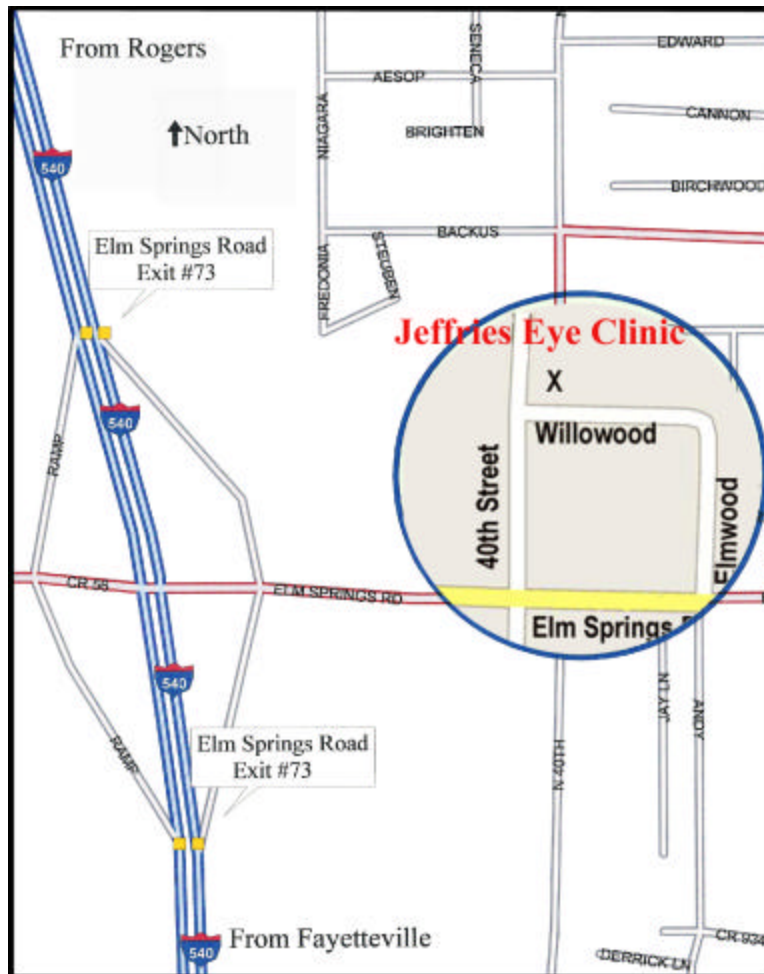 From Rogers
EDWARD
SENECA
AESOP
CANNON
North
NIAGARA
BRIGHTEN
540
BIRCHWOOD
BACKUS
Elm Springs Road
Exit #73
STEUBEN
FREDONIA
Jeffries Eye Clinic
X
Willowood
540
RAMP
40th Street
Elmwood
CR 56
ELM SPRINGS RD
Elm Springs
540
JAY LN
ANDY
Elm Springs Road
Exit #73
RAMP
N 40TH
From Fayetteville
540
CR 934
DERRICK LN